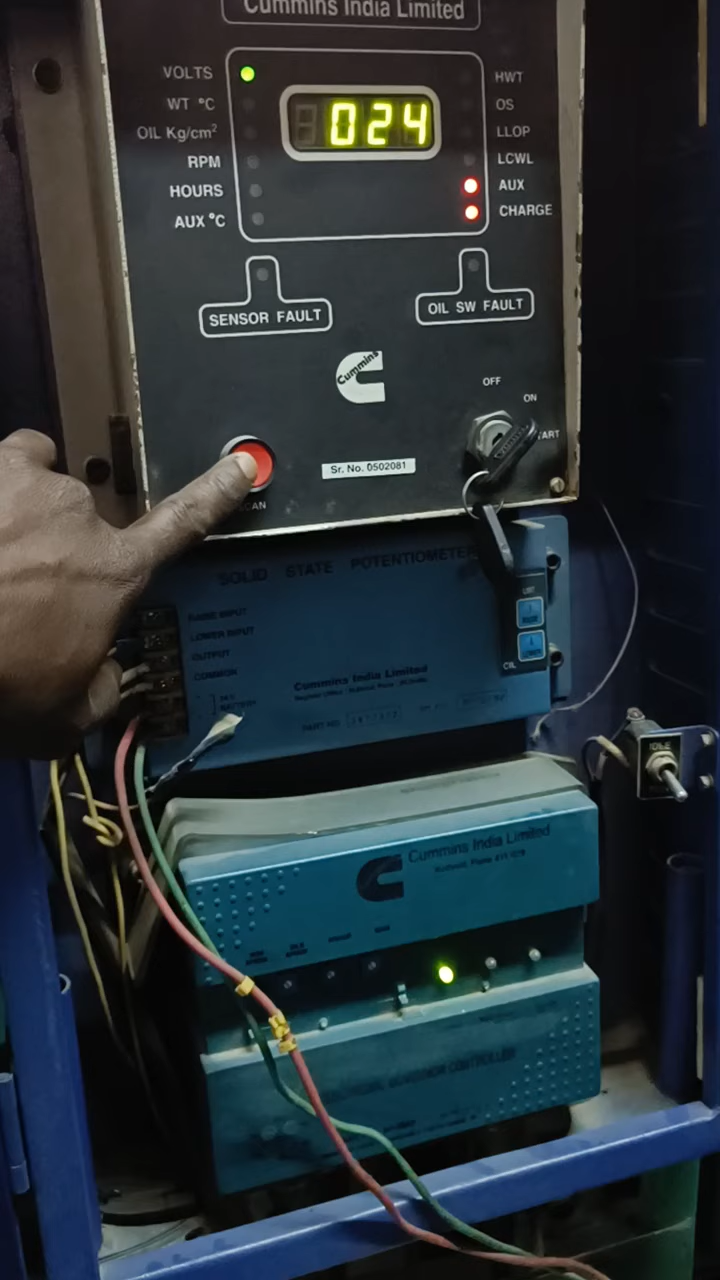 Cummins India Limited
VOLTS
WT °C
OIL Kg/cm²
RPM
HOURS
AUX °C
024
HWT
OS
LLOP
LCWL
AUX
CHARGE
SENSOR FAULT
OIL SW FAULT
Cummins
OFF
ON
Sr. No. 0502081
SOLID STATE POTENTIOMETER
RAISE INPUT
LOWER INPUT
OUTPUT
COMMON
BATTERY
CIL
Cummins India Limited
PART NO
IDLE
Cummins India Limited